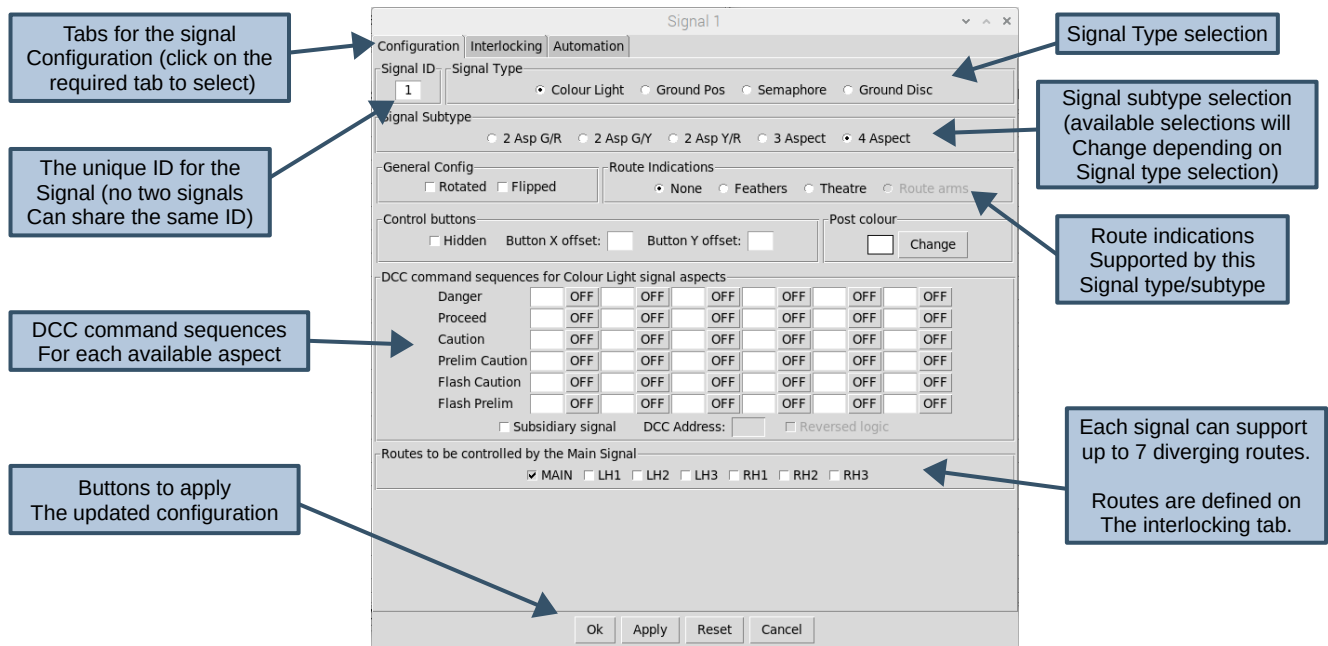 Tabs for the signal
Configuration (click on the
required tab to select)
The unique ID for the
Signal (no two signals
Can share the same ID)
DCC command sequences
For each available aspect
Buttons to apply
The updated configuration
Signal 1
Configuration Interlocking Automation
Signal ID Signal Type
1 Colour Light Ground Pos Semaphore Ground Disc
Signal Subtype
2 Asp G/R 2 Asp G/Y 2 Asp Y/R 3 Aspect 4 Aspect
General Config Route Indications
Rotated Flipped None Feathers Theatre Route arms
Control buttons Post colour
Hidden Button X offset: Button Y offset: Change
DCC command sequences for Colour Light signal aspects
Danger OFF OFF OFF OFF OFF OFF
Proceed OFF OFF OFF OFF OFF OFF
Caution OFF OFF OFF OFF OFF OFF
Prelim Caution OFF OFF OFF OFF OFF OFF
Flash Caution OFF OFF OFF OFF OFF OFF
Flash Prelim OFF OFF OFF OFF OFF OFF
Subsidiary signal DCC Address: Reversed logic
Routes to be controlled by the Main Signal
MAIN LH1 LH2 LH3 RH1 RH2 RH3
Ok Apply Reset Cancel
Signal Type selection
Signal subtype selection
(available selections will
Change depending on
Signal type selection)
Route indications
Supported by this
Signal type/subtype
Each signal can support
up to 7 diverging routes.
Routes are defined on
The interlocking tab.